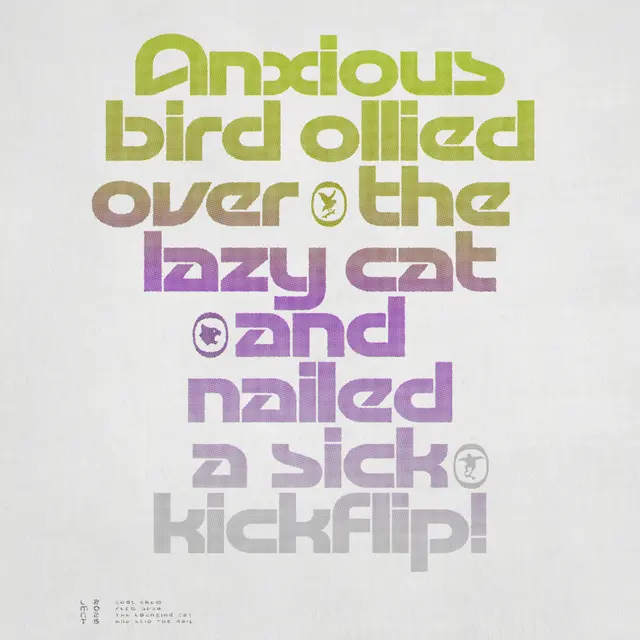 Anxious
bird ollied
over the
lazy cat
and
nailed
a sick
kickflip!